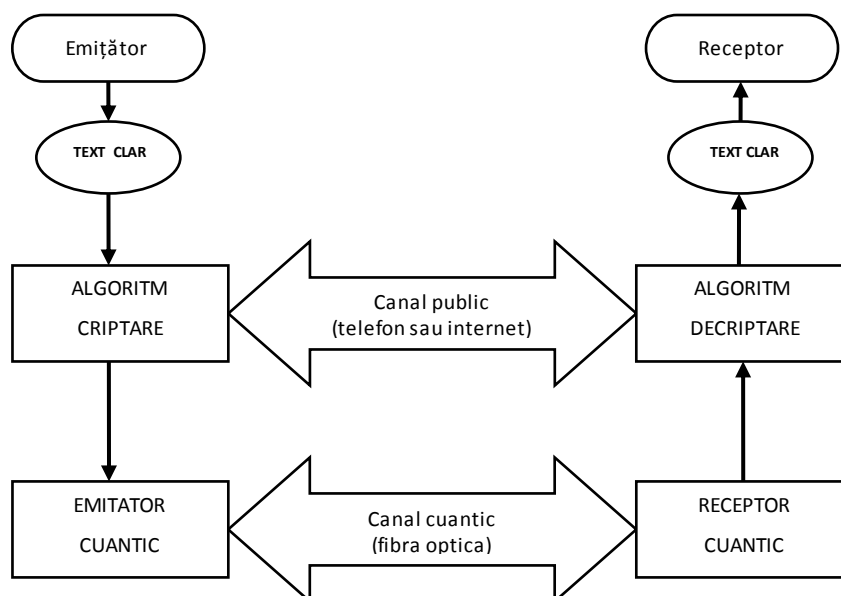 Emițător
Receptor
TEXT CLAR
TEXT CLAR
ALGORITM
CRIPTARE
Canal public
(telefon sau internet)
ALGORITM
DECRIPTARE
EMITATOR
CUANTIC
Canal cuantic
(fibra optica)
RECEPTOR
CUANTIC